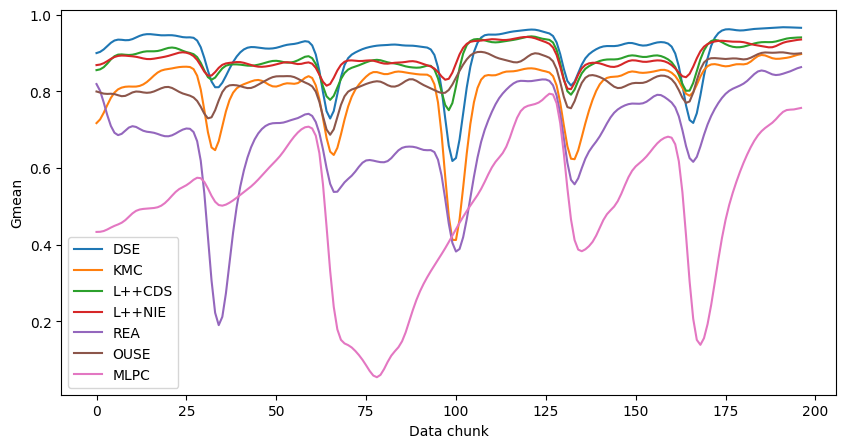 1.0
0.8
0.6
0.4
0.2
Gmean
DSE
KMC
L++CDS
L++NIE
REA
OUSE
MLPC
0 25 50 75 100 125 150 175 200
Data chunk